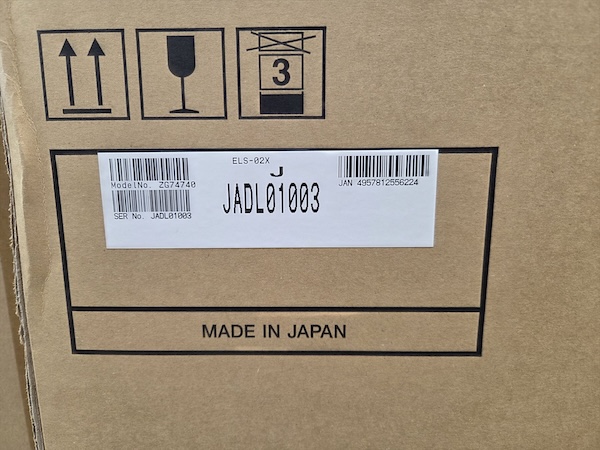 3
ELS-02X
J
ModelNo. ZG74740
JADL01003
SER No. JADL01003
JAN 4957812556224
MADE IN JAPAN